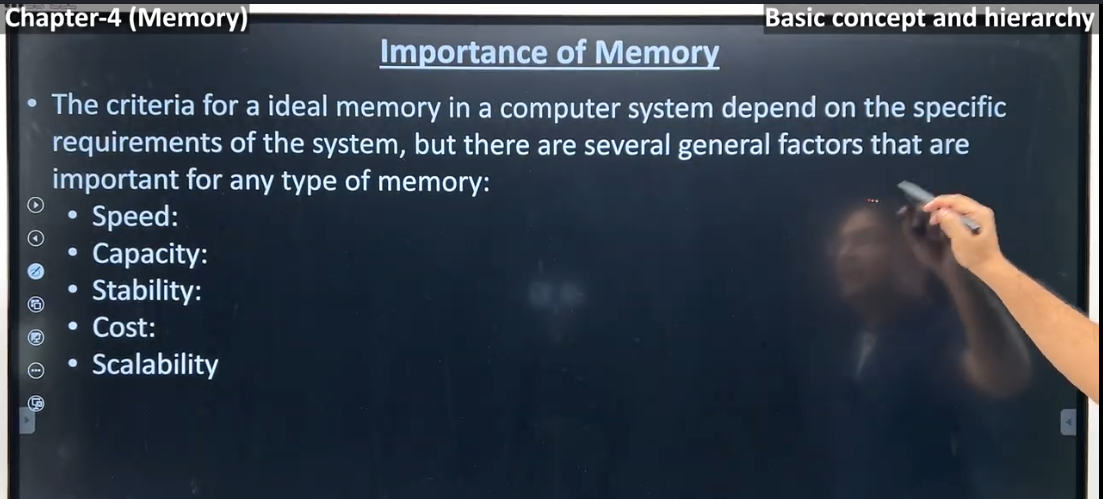 Chapter-4 (Memory)
Basic concept and hierarchy
Importance of Memory
• The criteria for a ideal memory in a computer system depend on the specific
requirements of the system, but there are several general factors that are
important for any type of memory:
• Speed:
• Capacity:
• Stability:
• Cost:
• Scalability